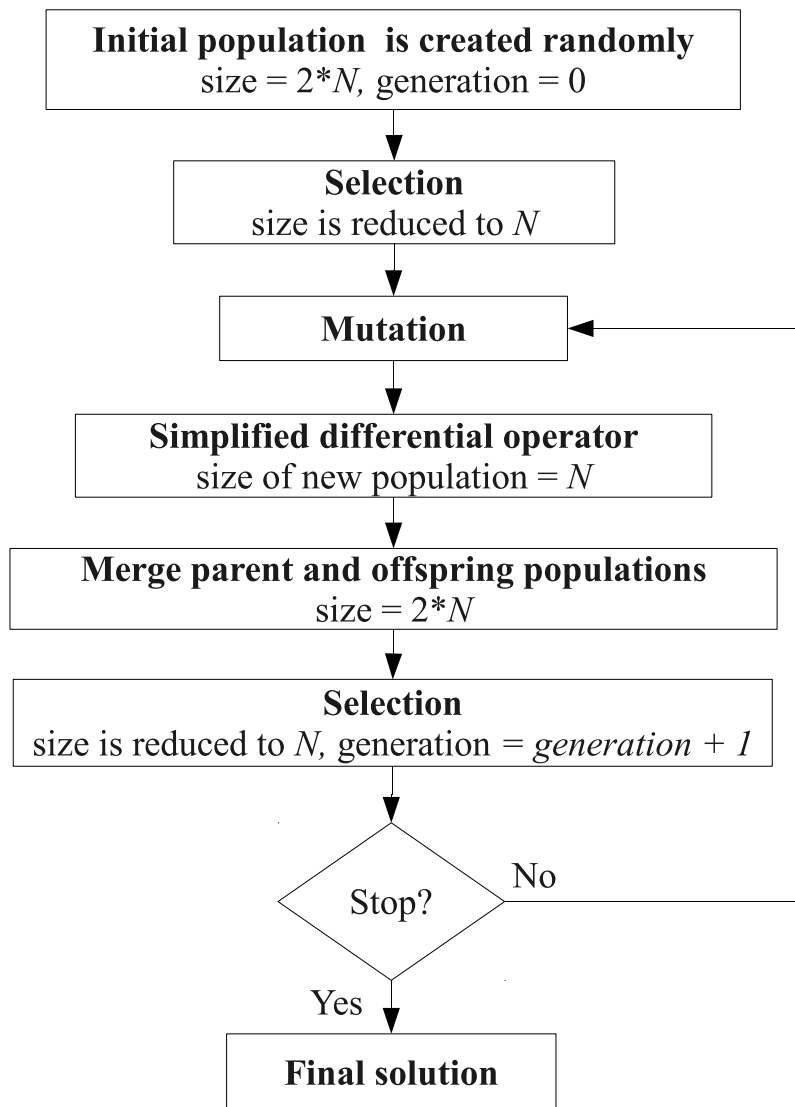 Initial population is created randomly
size = 2*N, generation = 0
Selection
size is reduced to N
Mutation
Simplified differential operator
size of new population = N
Merge parent and offspring populations
size = 2*N
Selection
size is reduced to N, generation = generation + 1
Stop?
No
Yes
Final solution